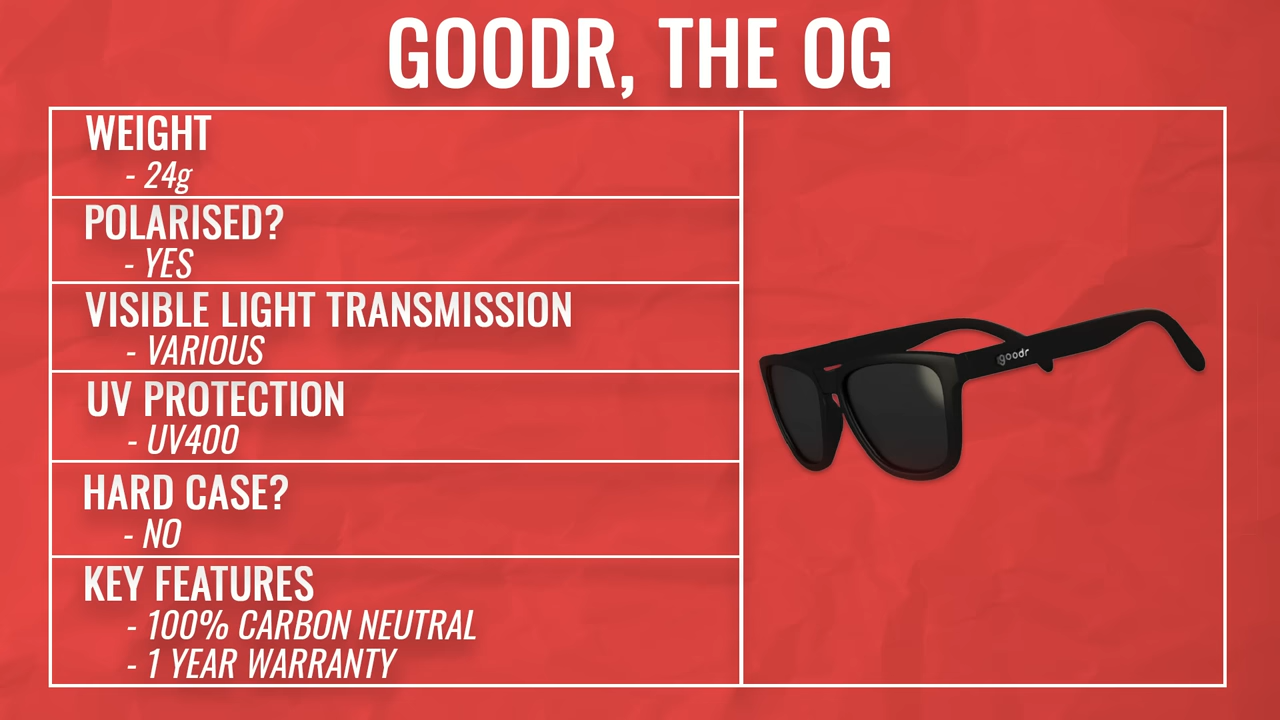 GOODR, THE OG
WEIGHT
- 24g
POLARISED?
- YES
VISIBLE LIGHT TRANSMISSION
- VARIOUS
UV PROTECTION
- UV400
HARD CASE?
- NO
KEY FEATURES
- 100% CARBON NEUTRAL
- 1 YEAR WARRANTY
goodr